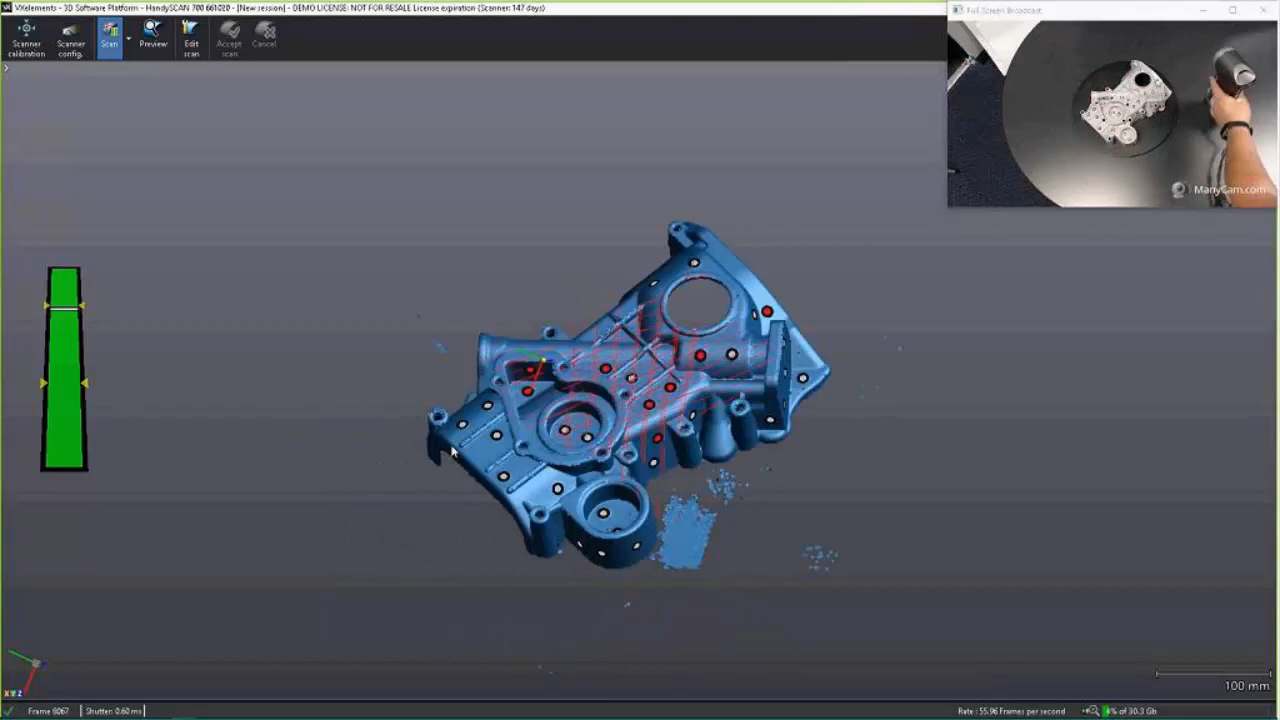 VXelements - 3D Software Platform - HandySCAN 700 661020 - [New session] - DEMO LICENSE: NOT FOR RESALE License expiration (Scanner: 147 days)
Full Screen Broadcast
Scanner calibration
Scanner config.
Scan
Preview
Edit scan
Accept scan
Cancel
ManyCam.com
X Y Z
100 mm
Frame 8067
Shutter: 0.60 ms
Rate : 55.96 Frames per second
4% of 30.3 Gb